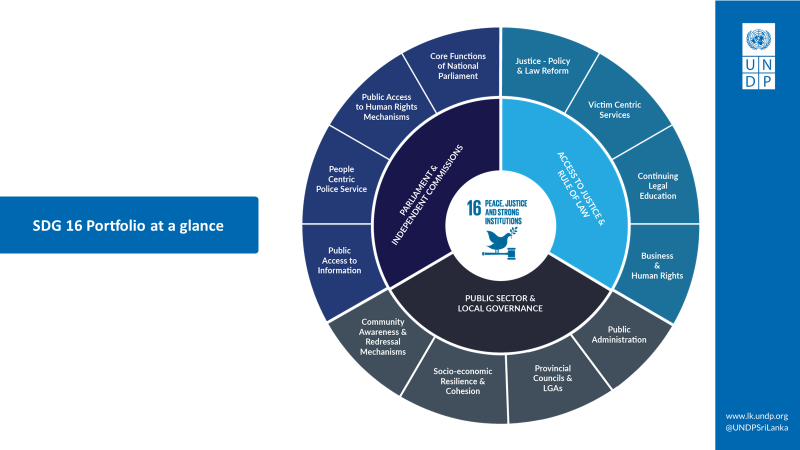 SDG 16 Portfolio at a glance
Core Functions
of National
Parliament
Justice - Policy
& Law Reform
Public Access
to Human Rights
Mechanisms
Victim Centric
Services
People
Centric
Police Service
Continuing
Legal
Education
Public
Access to
Information
Business
&
Human Rights
Community
Awareness &
Redressal
Mechanisms
Public
Administration
Socio-economic
Resilience &
Cohesion
Provincial
Councils &
LGAs
PARLIAMENT &
INDEPENDENT COMMISSIONS
ACCESS TO JUSTICE &
RULE OF LAW
PUBLIC SECTOR &
LOCAL GOVERNANCE
16 PEACE, JUSTICE
AND STRONG
INSTITUTIONS
U N
D P
www.lk.undp.org
@UNDPSriLanka